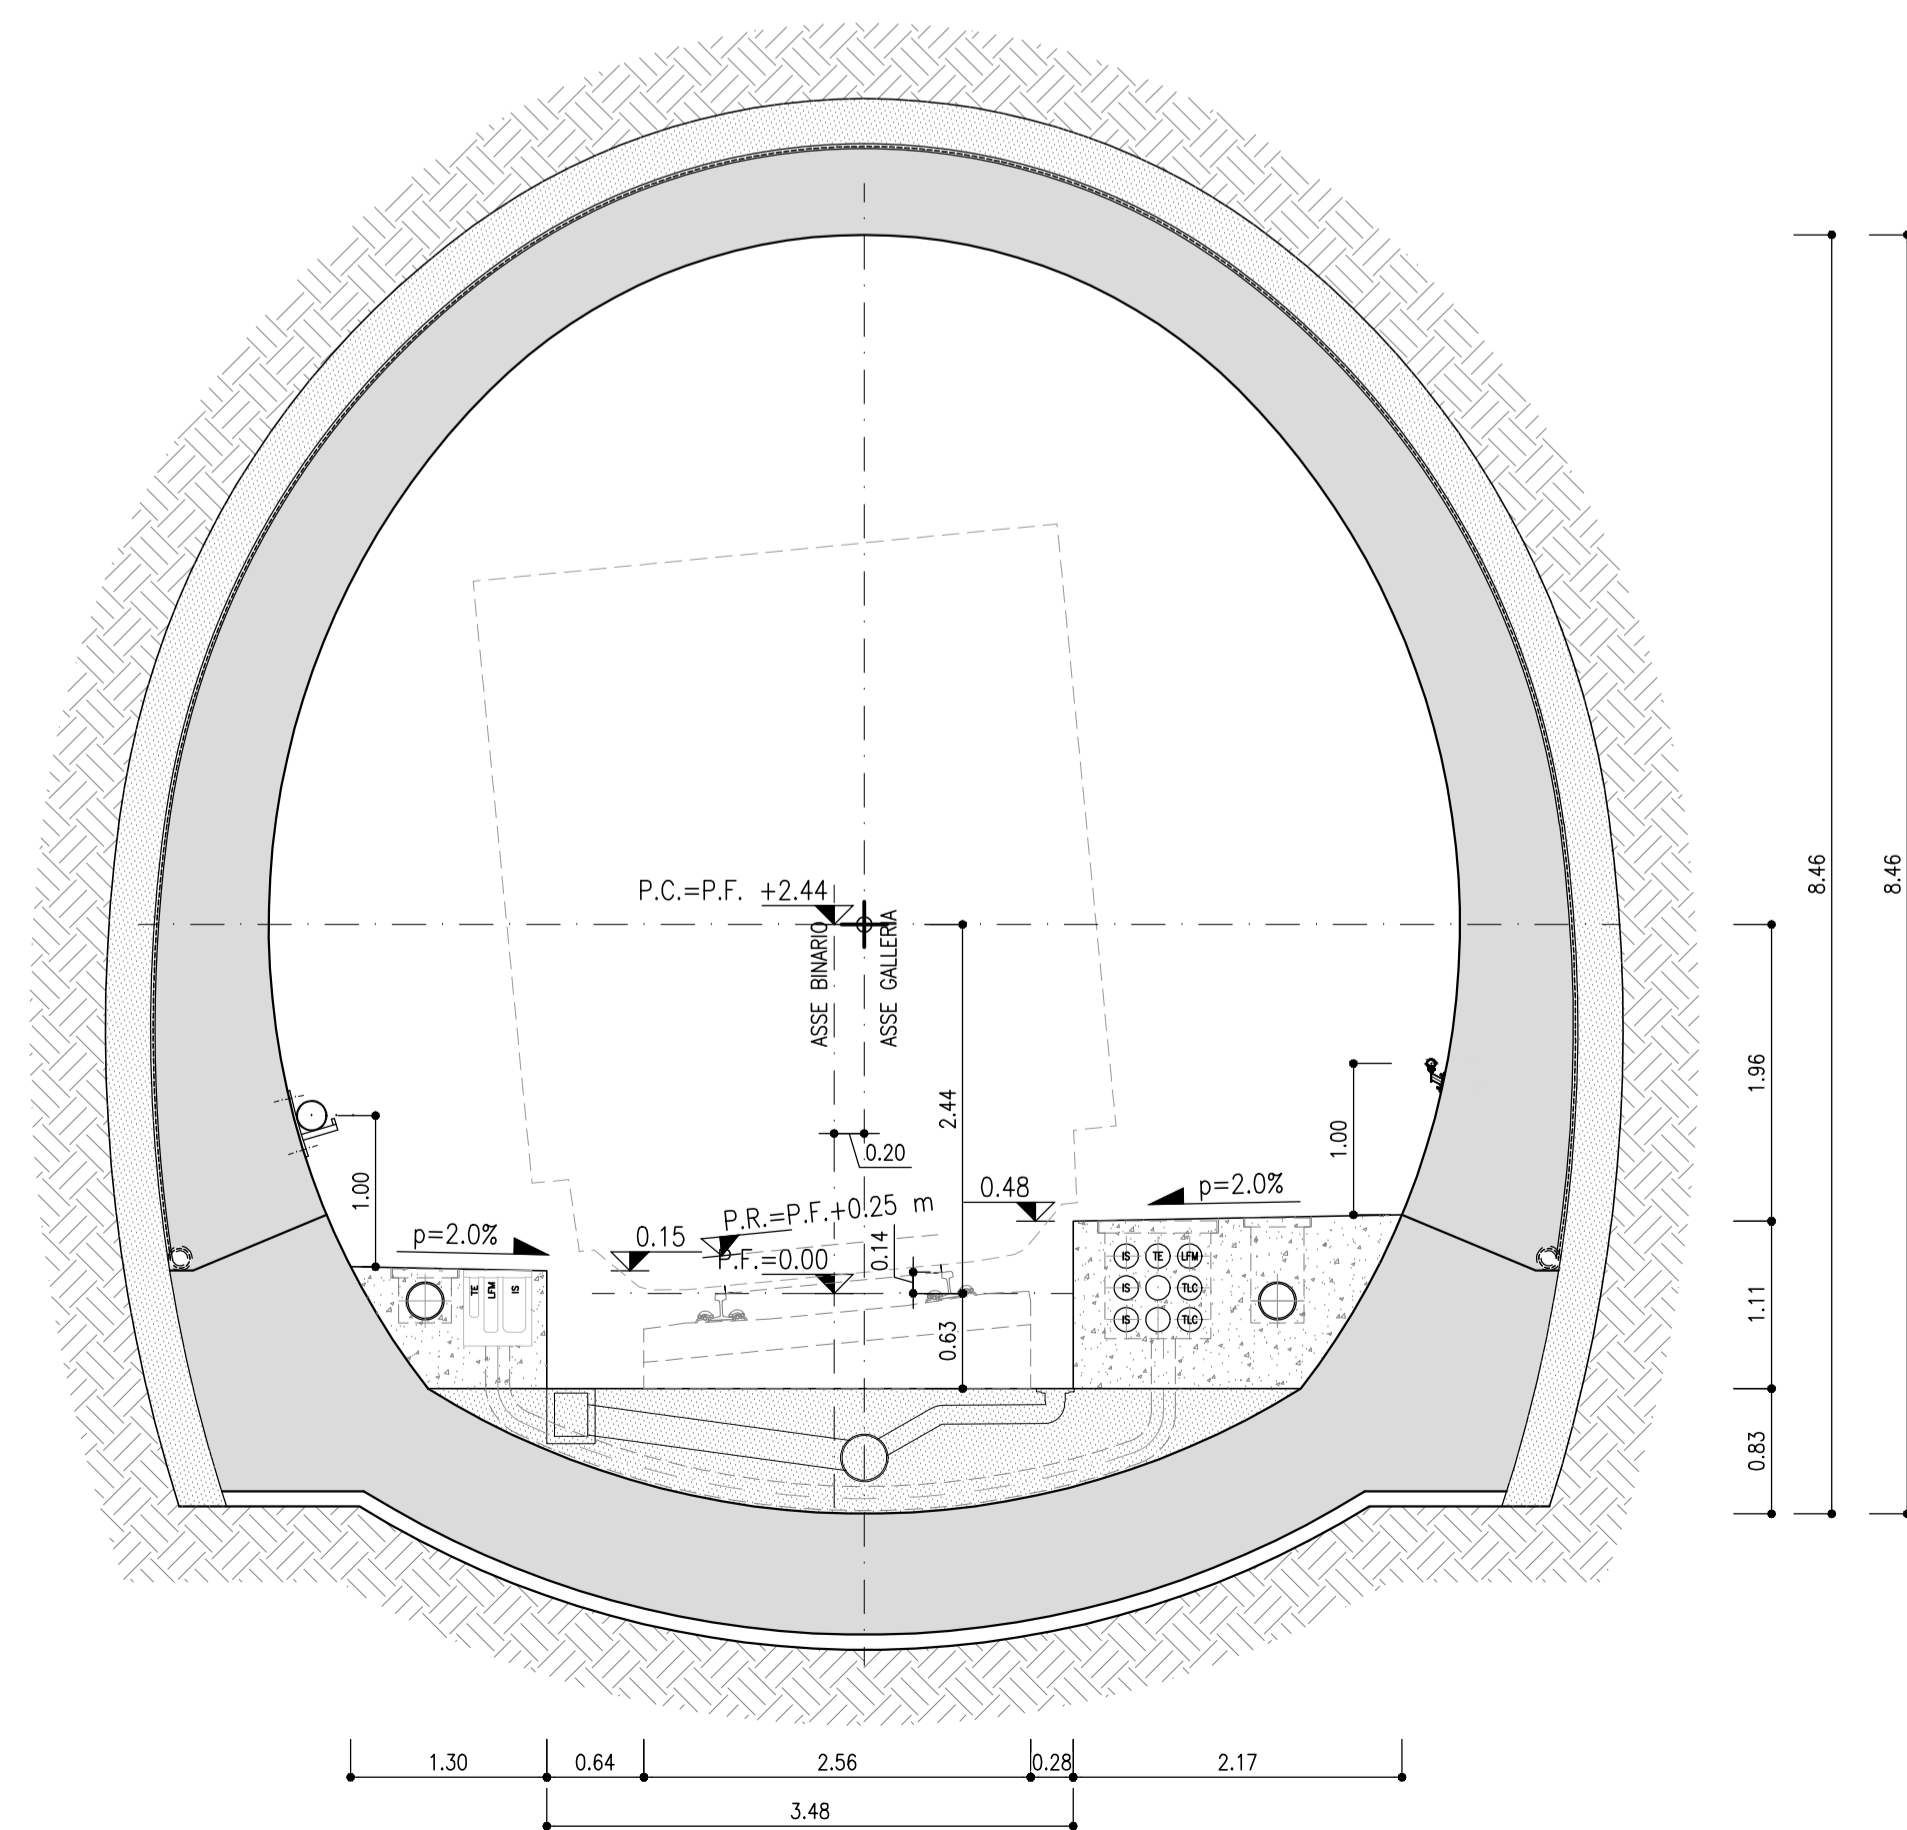 P.C.=P.F. +2.44
ASSE BINARIO
ASSE GALLERIA
8.46
8.46
1.96
2.44
0.20
1.00
1.00
0.48
p=2.0%
P.R.=P.F.+0.25 m
p=2.0%
0.15
P.F.=0.00
0.14
TE
LFM
IS
IS TE LFM
IS TLC
IS TLC
1.11
0.63
0.83
1.30
0.64
2.56
0.28
2.17
3.48